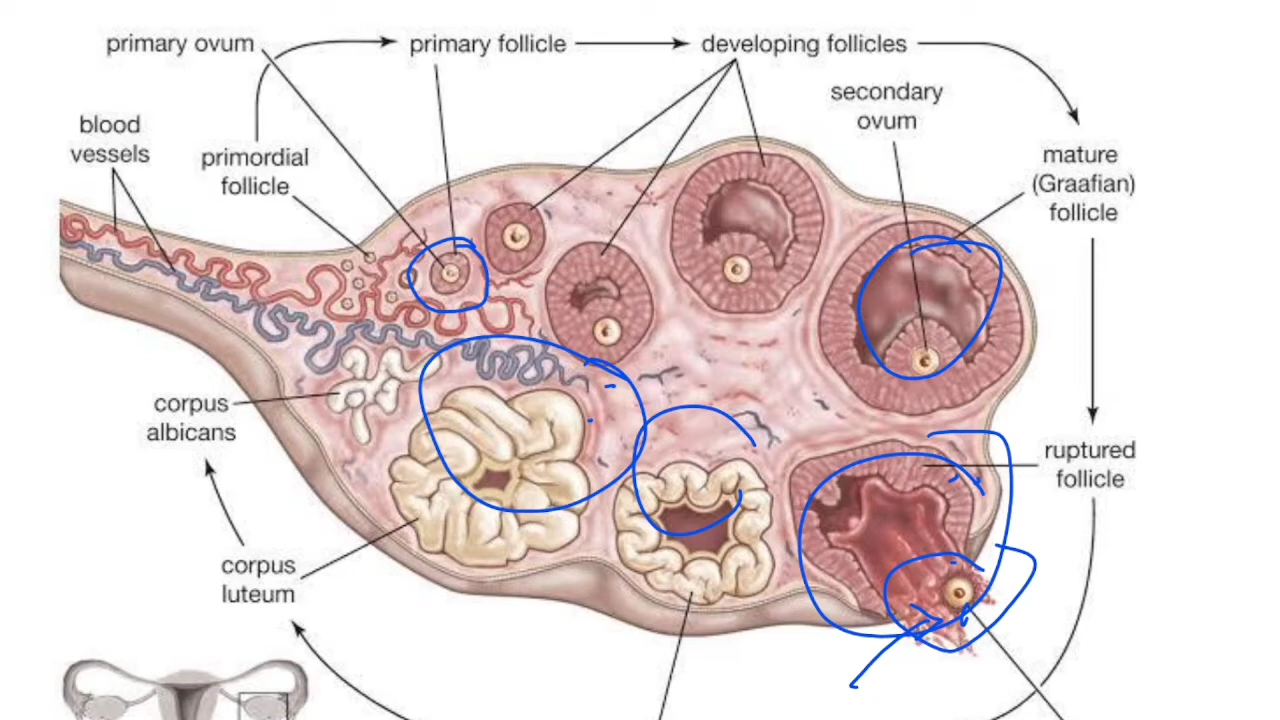 primary ovum
primary follicle
developing follicles
secondary
ovum
blood
vessels
primordial
follicle
mature
(Graafian)
follicle
corpus
albicans
ruptured
follicle
corpus
luteum